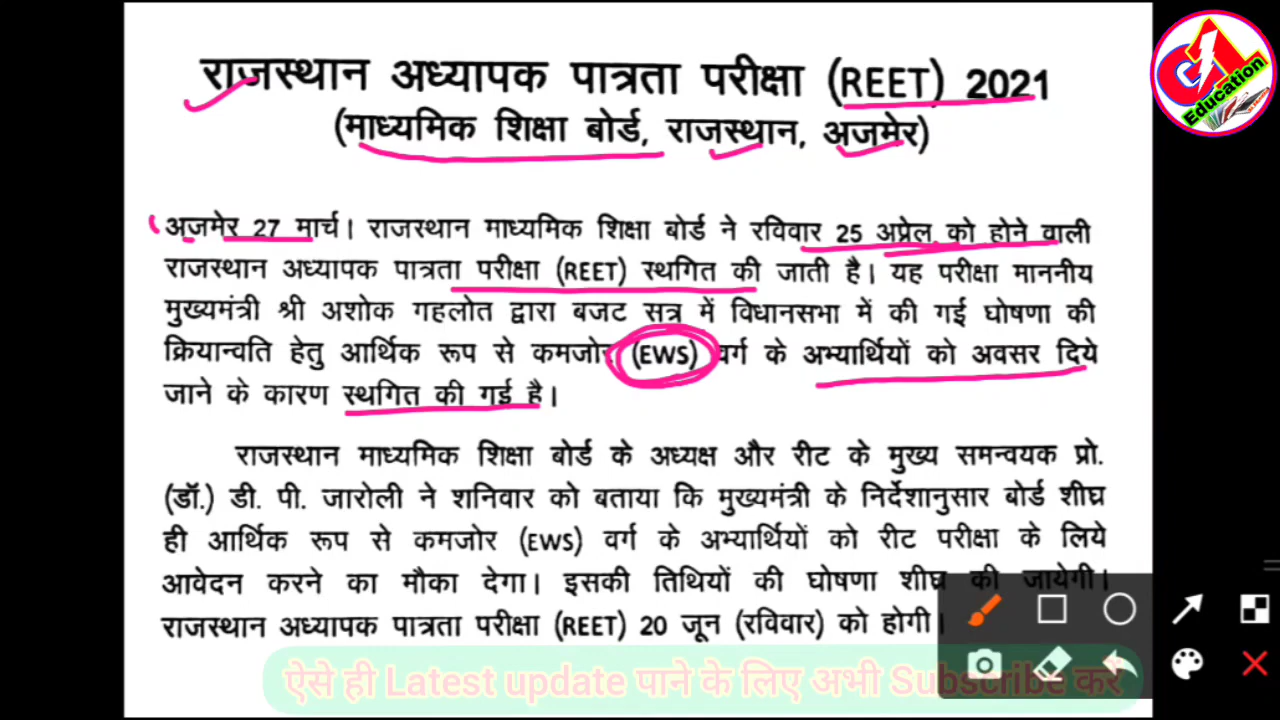 राजस्थान अध्यापक पात्रता परीक्षा (REET) 2021
(माध्यमिक शिक्षा बोर्ड, राजस्थान, अजमेर)
अजमेर 27 मार्च। राजस्थान माध्यमिक शिक्षा बोर्ड ने रविवार 25 अप्रेल को होने वाली
राजस्थान अध्यापक पात्रता परीक्षा (REET) स्थगित की जाती है। यह परीक्षा माननीय
मुख्यमंत्री श्री अशोक गहलोत द्वारा बजट सत्र में विधानसभा में की गई घोषणा की
क्रियान्वति हेतु आर्थिक रूप से कमजोर (EWS) वर्ग के अभ्यार्थियों को अवसर दिये
जाने के कारण स्थगित की गई है।
राजस्थान माध्यमिक शिक्षा बोर्ड के अध्यक्ष और रीट के मुख्य समन्वयक प्रो.
(डॉ.) डी. पी. जारोली ने शनिवार को बताया कि मुख्यमंत्री के निर्देशानुसार बोर्ड शीघ्र
ही आर्थिक रूप से कमजोर (EWS) वर्ग के अभ्यार्थियों को रीट परीक्षा के लिये
आवेदन करने का मौका देगा। इसकी तिथियों की घोषणा शीघ्र की जायेगी।
राजस्थान अध्यापक पात्रता परीक्षा (REET) 20 जून (रविवार) को होगी।
ऐसे ही Latest update पाने के लिए अभी Subscribe कर
Education